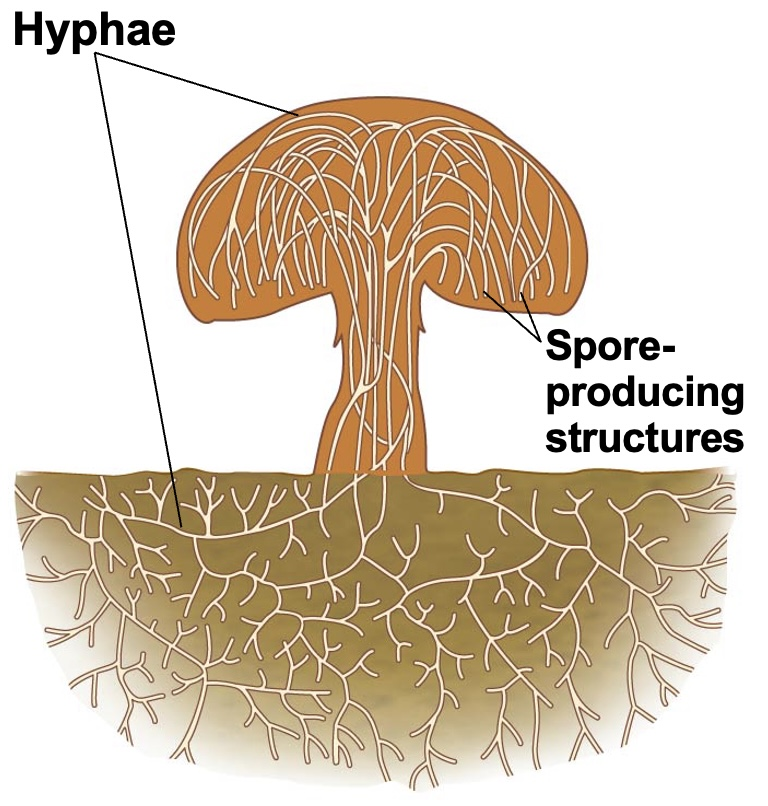 Hyphae
Spore-
producing
structures